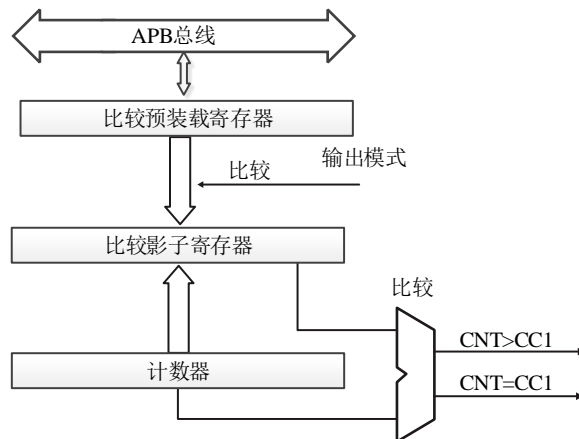 APB总线
比较预装载寄存器
输出模式
比较
比较影子寄存器
比较
CNT>CC1
计数器
CNT=CC1